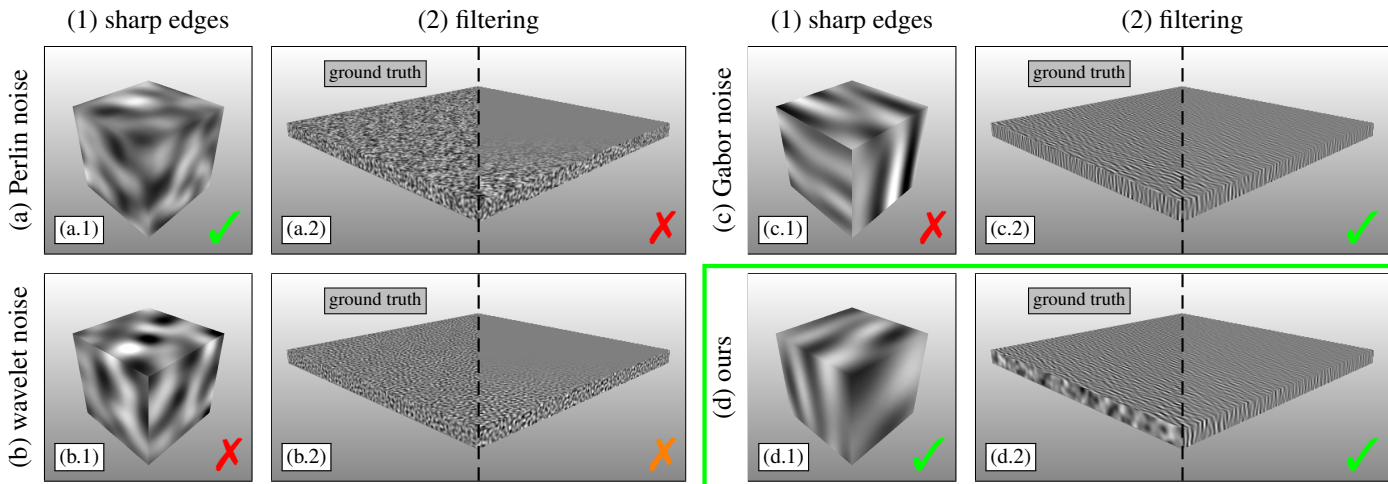 (1) sharp edges
(2) filtering
(1) sharp edges
(2) filtering
(a) Perlin noise
(a.1)
ground truth
(a.2)
(c) Gabor noise
(c.1)
ground truth
(c.2)
(b) wavelet noise
(b.1)
ground truth
(b.2)
(d) ours
(d.1)
ground truth
(d.2)